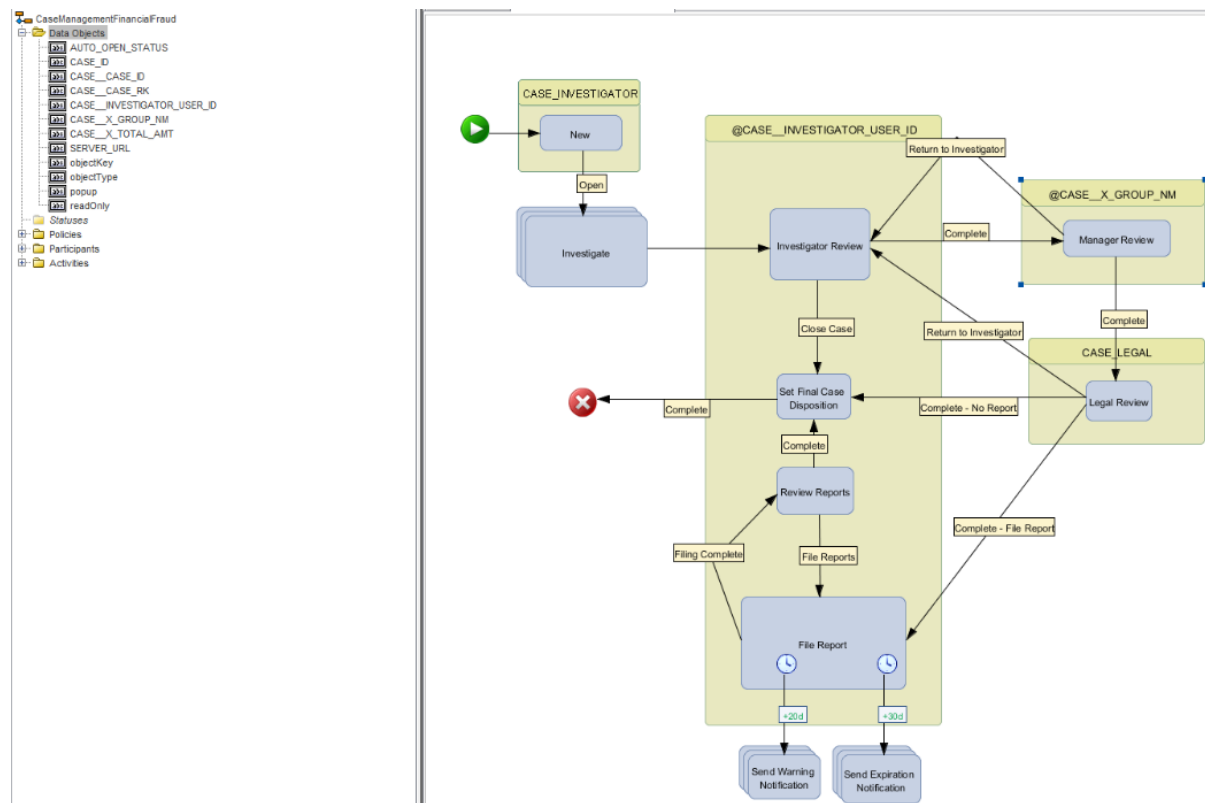 CaseManagementFinancialFraud
Data Objects
AUTO_OPEN_STATUS
CASE_ID
CASE__CASE_ID
CASE__CASE_RK
CASE__INVESTIGATOR_USER_ID
CASE__X_GROUP_NM
CASE__X_TOTAL_AMT
SERVER_URL
objectKey
objectType
popup
readOnly
Statuses
Policies
Participants
Activities
CASE_INVESTIGATOR
New
Open
Investigate
@CASE__INVESTIGATOR_USER_ID
Return to Investigator
Investigator Review
Complete
@CASE__X_GROUP_NM
Manager Review
Close Case
Return to Investigator
Complete
CASE_LEGAL
Legal Review
Set Final Case
Disposition
Complete
Complete - No Report
Complete
Review Reports
Filing Complete
File Reports
Complete - File Report
File Report
+20d
+30d
Send Warning
Notification
Send Expiration
Notification